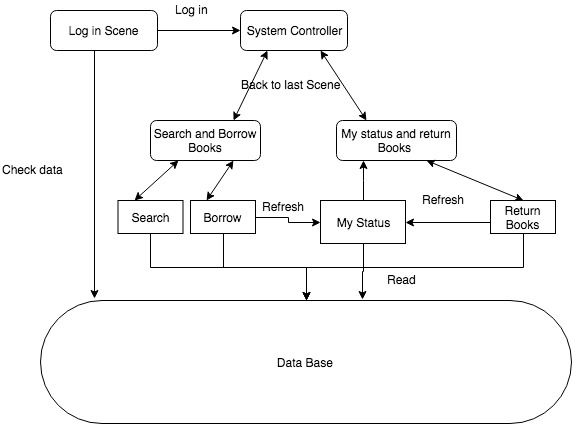 Log in
Log in Scene
System Controller
Back to last Scene
Search and Borrow
Books
My status and return
Books
Check data
Search
Borrow
Refresh
My Status
Refresh
Return
Books
Read
Data Base